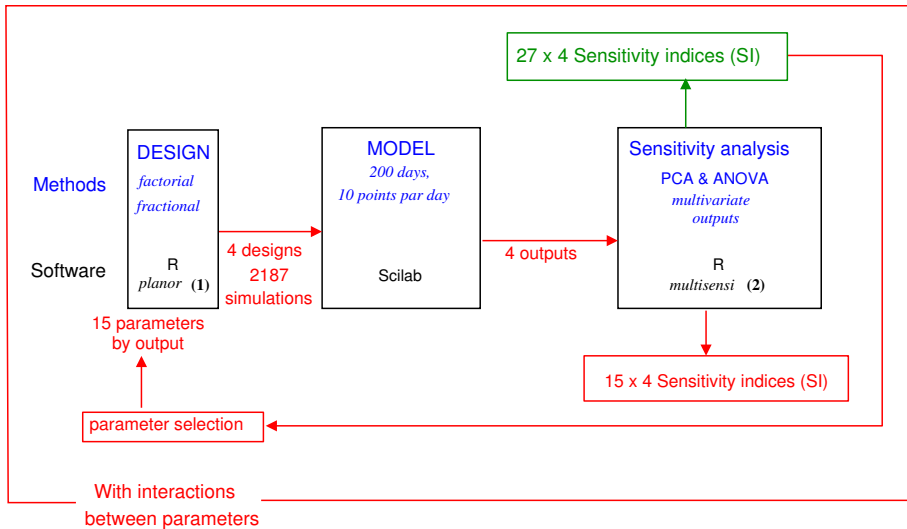 27 x 4 Sensitivity indices (SI)
DESIGN
factorial
fractional
R
planor (1)
MODEL
200 days,
10 points par day
Scilab
Sensitivity analysis
PCA & ANOVA
multivariate
outputs
R
multisensi (2)
Methods
Software
4 designs
2187
simulations
4 outputs
15 parameters
by output
15 x 4 Sensitivity indices (SI)
parameter selection
With interactions
between parameters